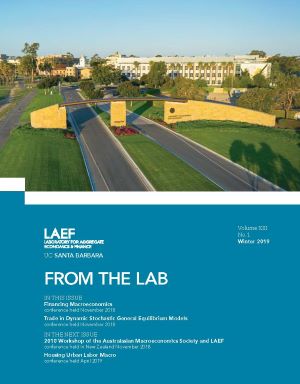 LAEF
LABORATORY FOR AGGREGATE
ECONOMICS & FINANCE
UC SANTA BARBARA
Volume XIII
No.1
Winter 2019
FROM THE LAB
IN THIS ISSUE
Financing Macroeconomics
conference held November 2018
Trade in Dynamic Stochastic General Equilibrium Models
conference held November 2018
IN THE NEXT ISSUE
2018 Workshop of the Australasian Macroeconomics Society and LAEF
conference held in New Zealand November 2018
Housing Urban Labor Macro
conference held April 2019